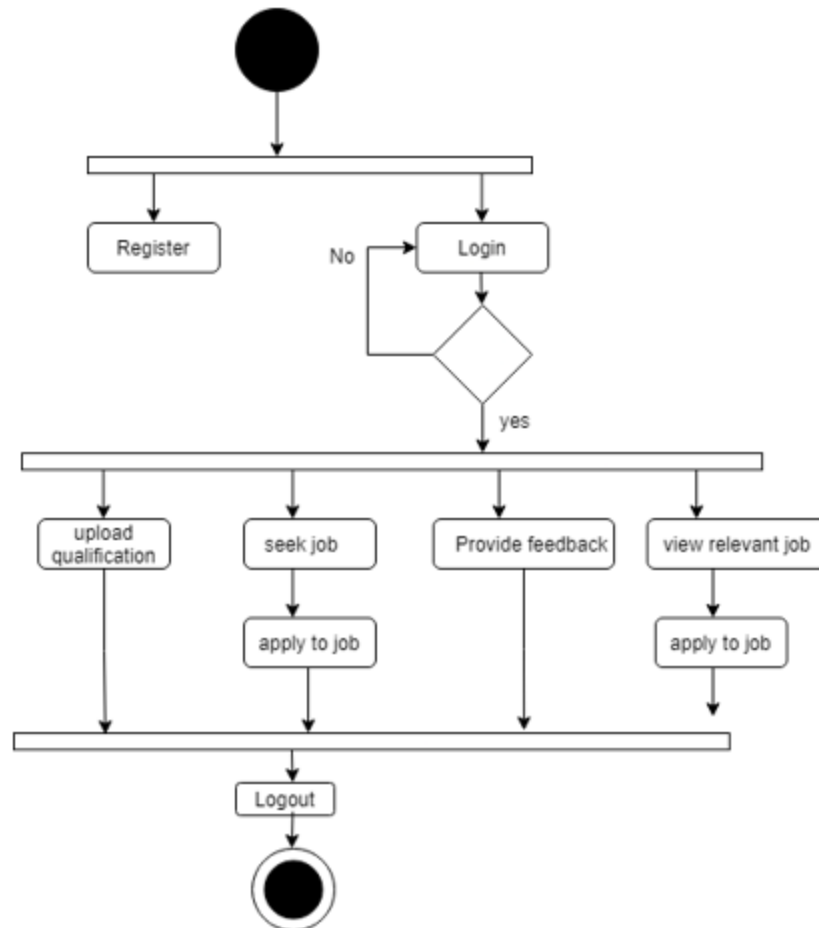 Register
Login
No
yes
upload
qualification
seek job
Provide feedback
view relevant job
apply to job
apply to job
Logout